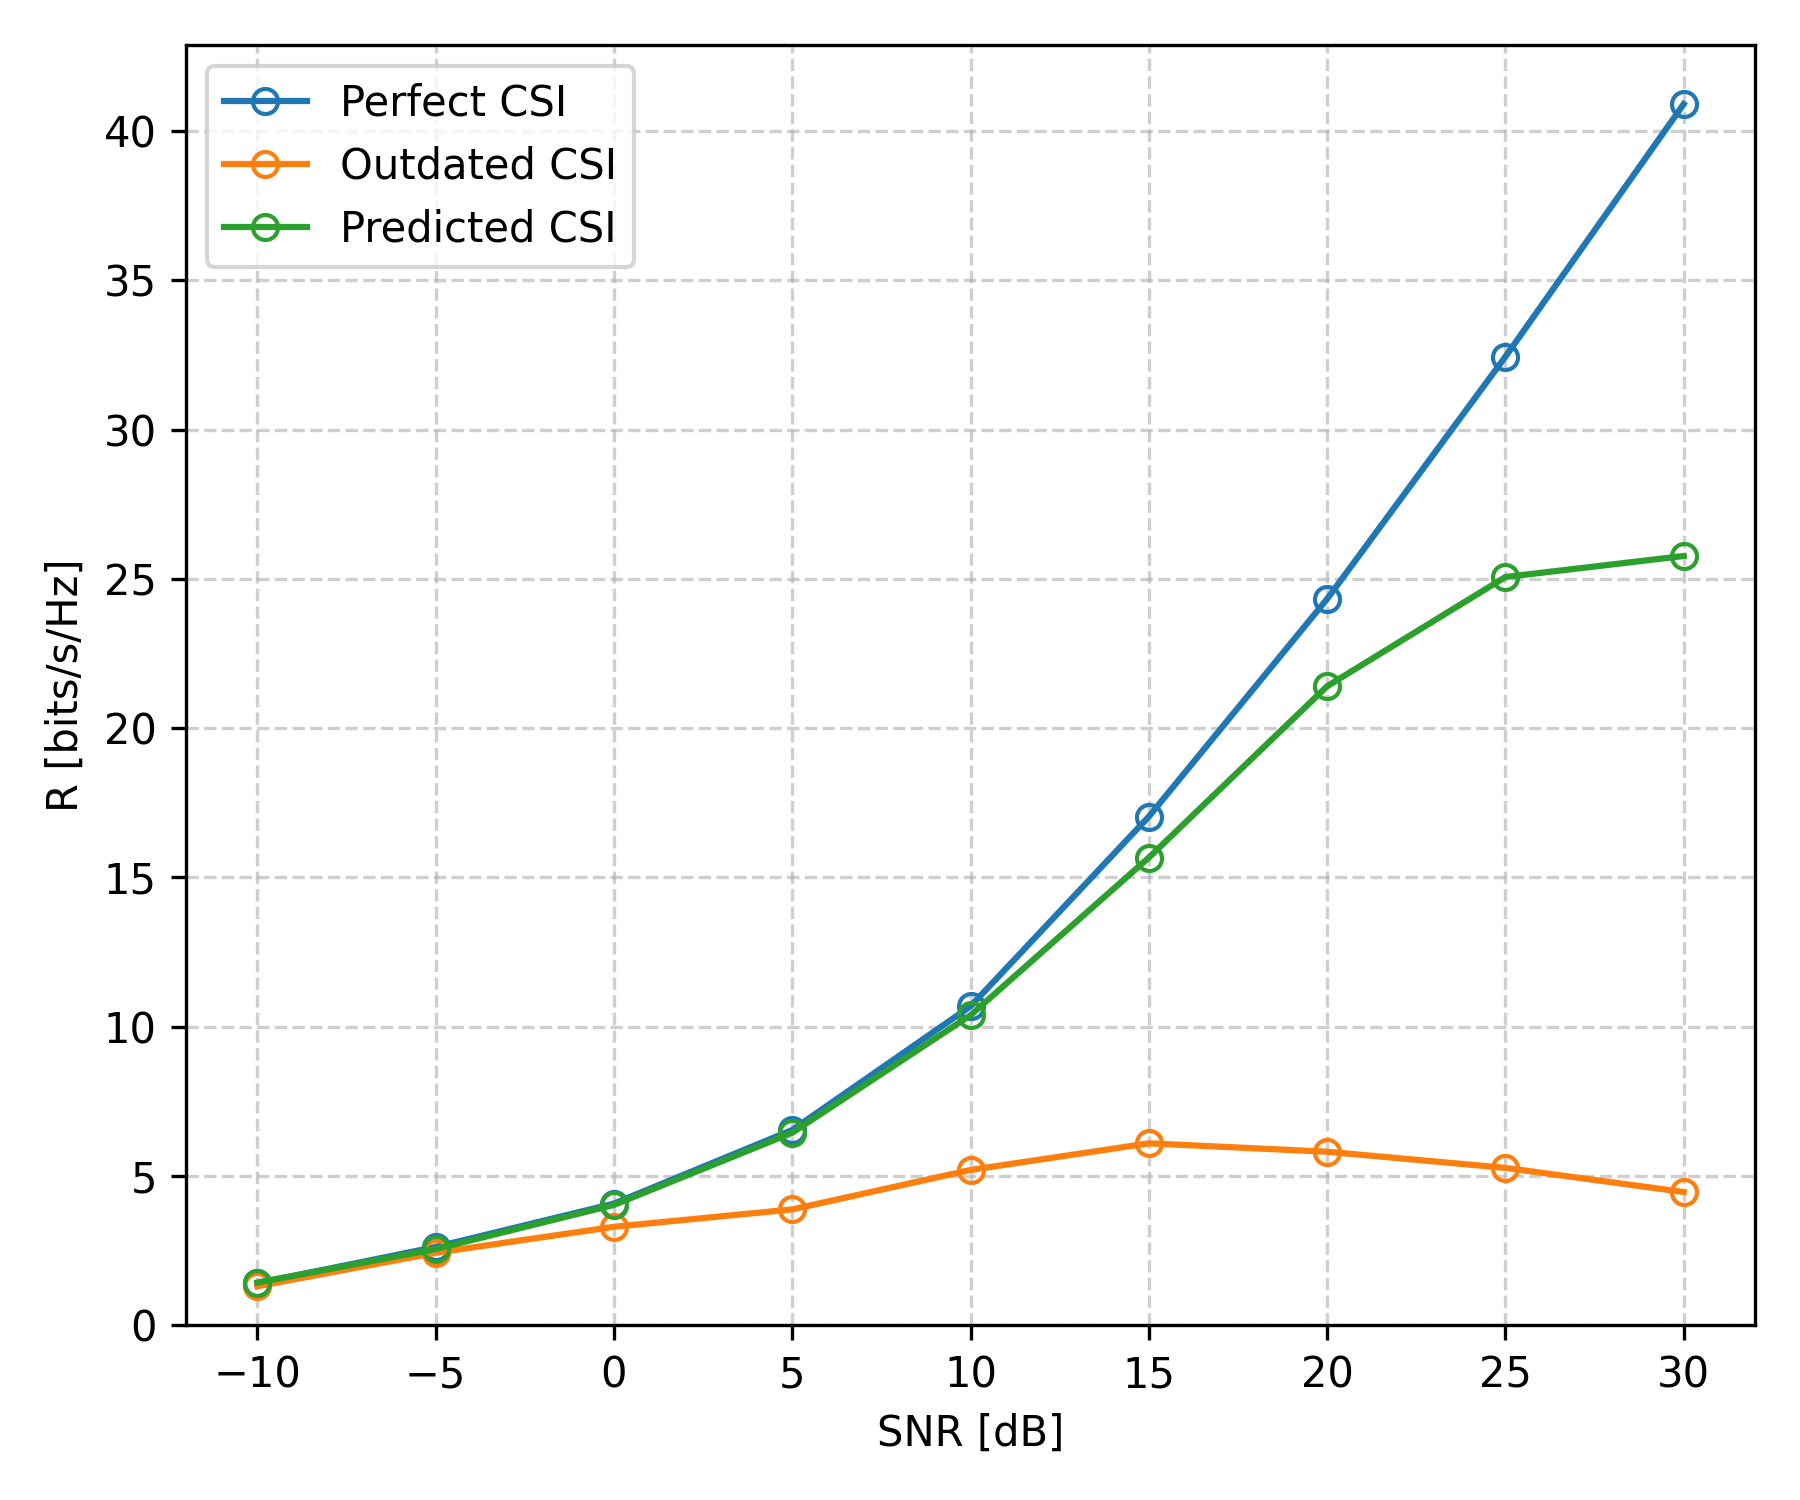 Perfect CSI
Outdated CSI
Predicted CSI
40
35
30
25
20
15
10
5
0
R [bits/s/Hz]
−10 −5 0 5 10 15 20 25 30
SNR [dB]